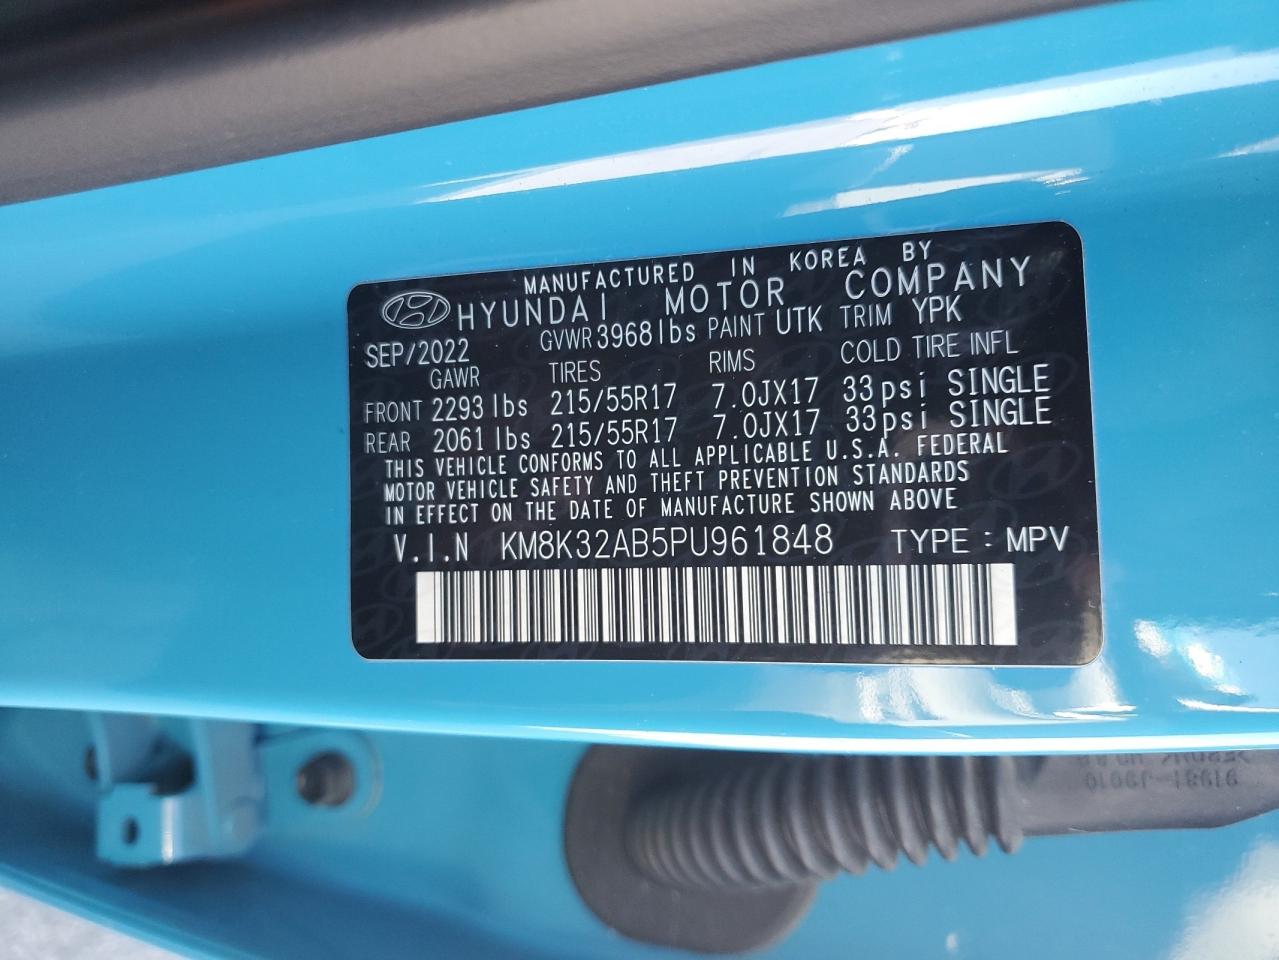 MANUFACTURED IN KOREA BY
HYUNDAI MOTOR COMPANY
SEP/2022 GVWR 3968 lbs PAINT UTK TRIM YPK
GAWR TIRES RIMS COLD TIRE INFL
FRONT 2293 lbs 215/55R17 7.0JX17 33psi SINGLE
REAR 2061 lbs 215/55R17 7.0JX17 33psi SINGLE
THIS VEHICLE CONFORMS TO ALL APPLICABLE U.S.A. FEDERAL
MOTOR VEHICLE SAFETY AND THEFT PREVENTION STANDARDS
IN EFFECT ON THE DATE OF MANUFACTURE SHOWN ABOVE
V.I.N KM8K32AB5PU961848 TYPE : MPV
91981-J9010